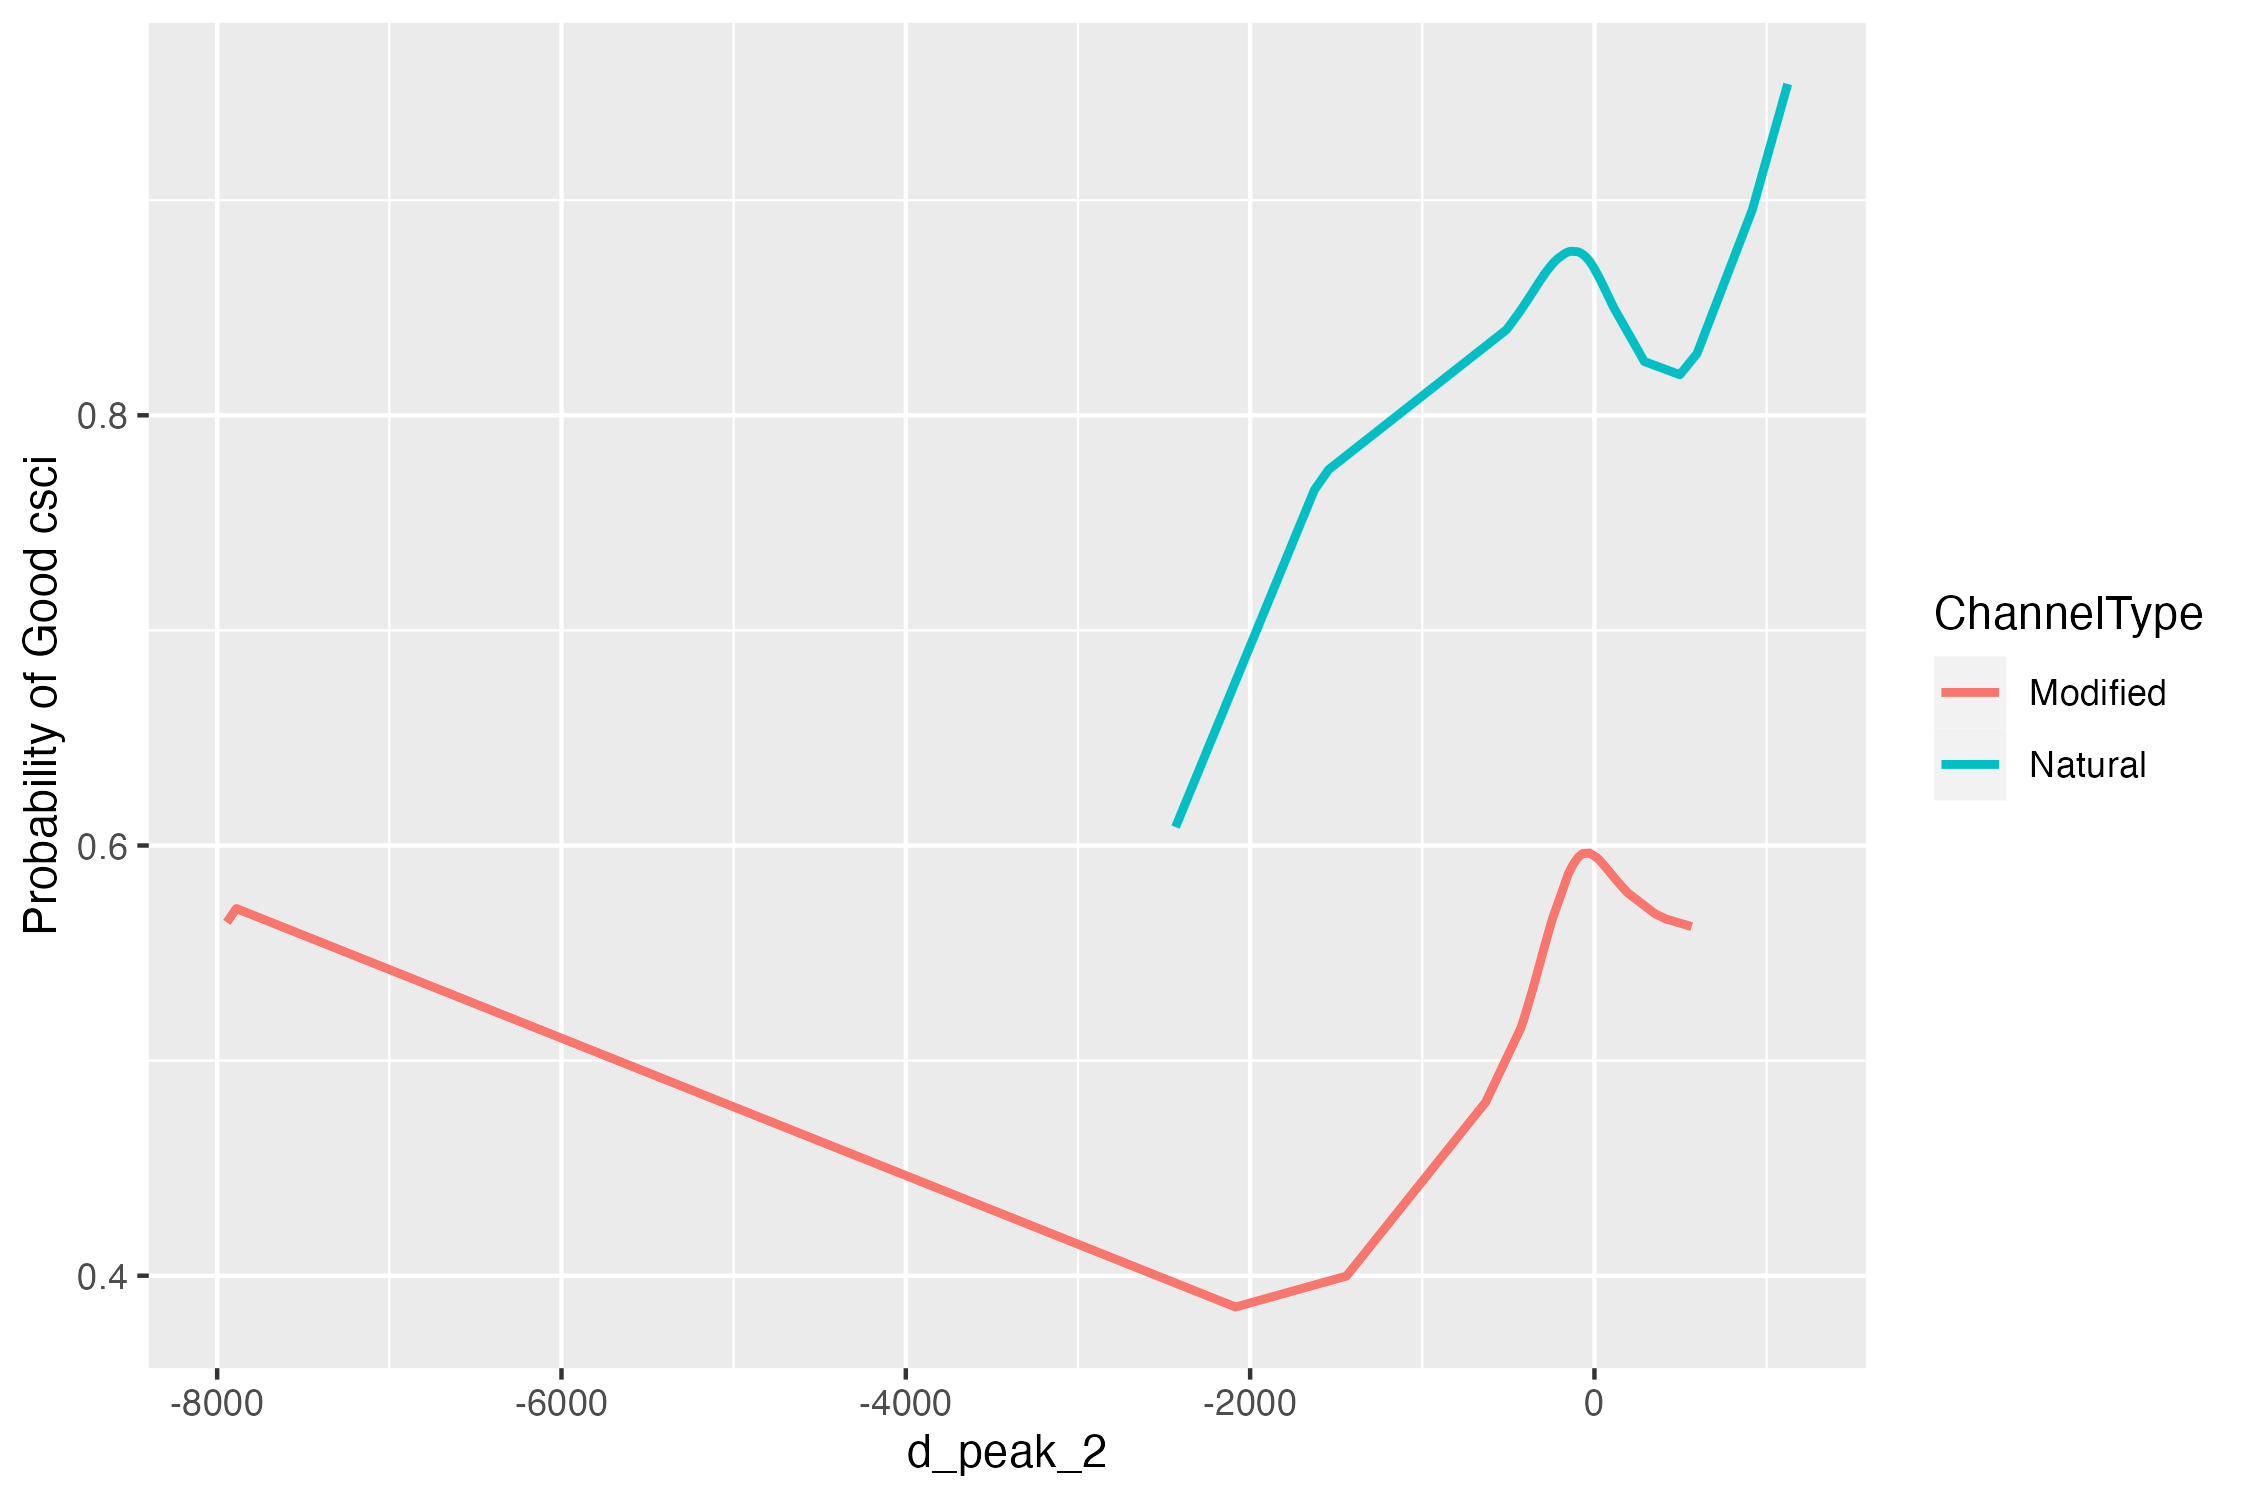 Probability of Good csci
0.8
0.6
0.4
-8000
-6000
-4000
-2000
0
d_peak_2
ChannelType
Modified
Natural